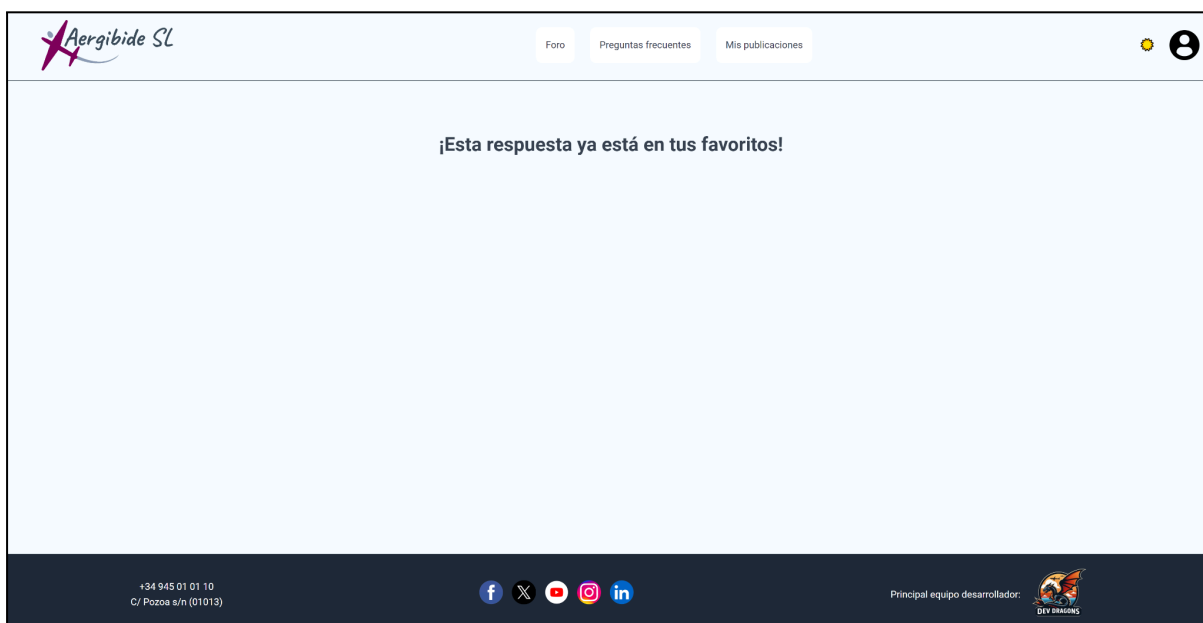 Aergibide SL
Foro
Preguntas frecuentes
Mis publicaciones
¡Esta respuesta ya está en tus favoritos!
+34 945 01 01 10
C/ Pozoa s/n (01013)
f
X
in
Principal equipo desarrollador:
DEV DRAGONS